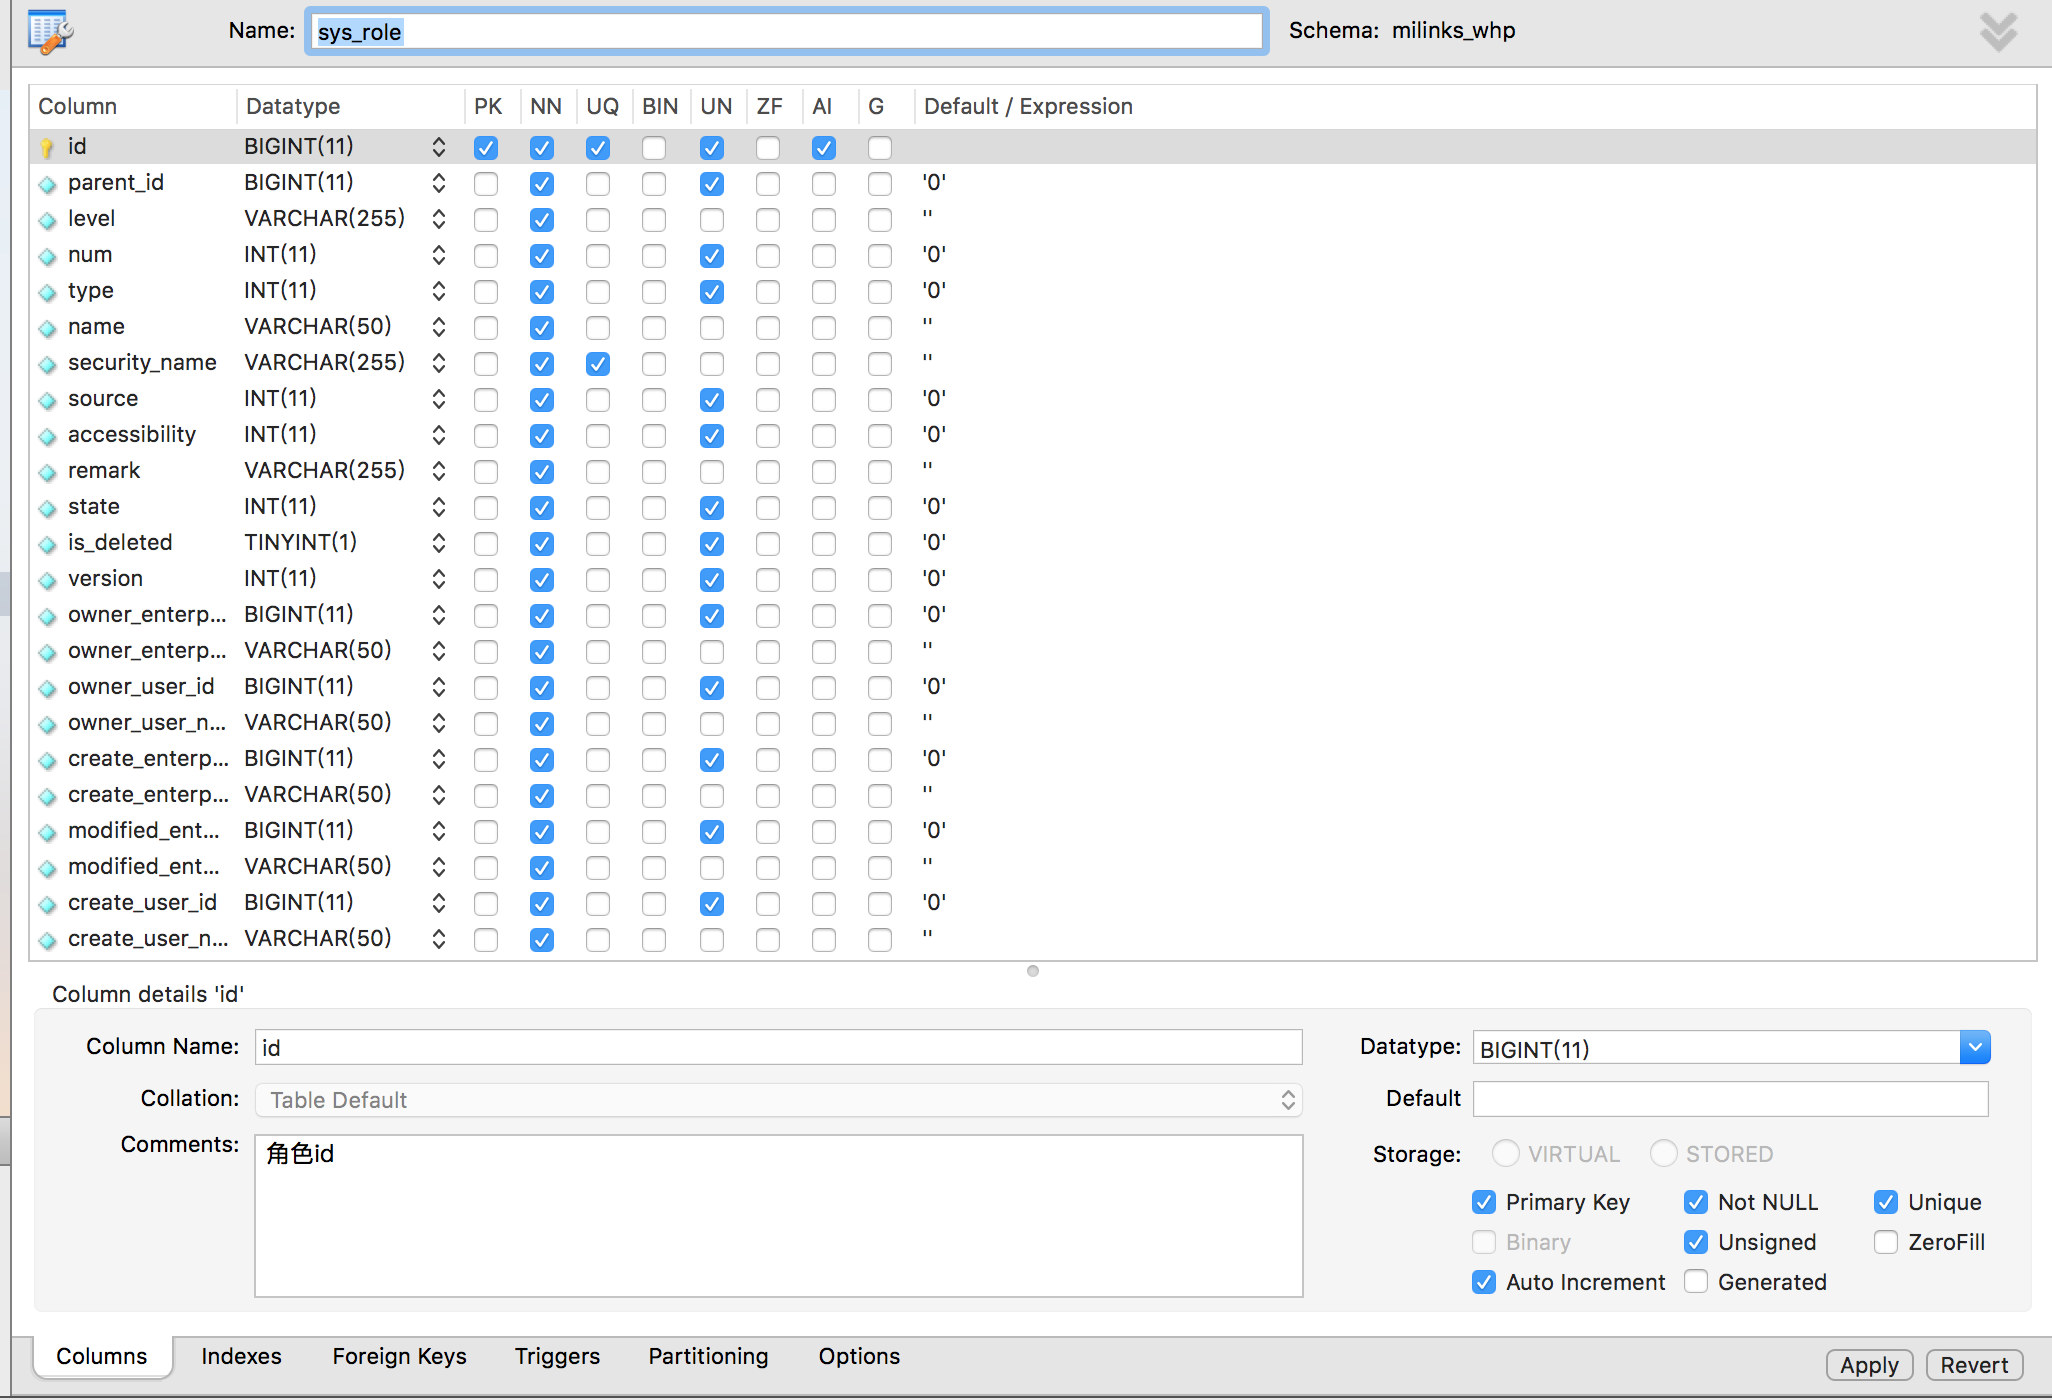 Name: sys_role Schema: milinks_whp
Column Datatype PK NN UQ BIN UN ZF AI G Default / Expression
id BIGINT(11)
parent_id BIGINT(11) '0'
level VARCHAR(255) ''
num INT(11) '0'
type INT(11) '0'
name VARCHAR(50) ''
security_name VARCHAR(255) ''
source INT(11) '0'
accessibility INT(11) '0'
remark VARCHAR(255) ''
state INT(11) '0'
is_deleted TINYINT(1) '0'
version INT(11) '0'
owner_enterp... BIGINT(11) '0'
owner_enterp... VARCHAR(50) ''
owner_user_id BIGINT(11) '0'
owner_user_n... VARCHAR(50) ''
create_enterp... BIGINT(11) '0'
create_enterp... VARCHAR(50) ''
modified_ent... BIGINT(11) '0'
modified_ent... VARCHAR(50) ''
create_user_id BIGINT(11) '0'
create_user_n... VARCHAR(50) ''
Column details 'id'
Column Name: id Datatype: BIGINT(11)
Collation: Table Default Default
Comments: 角色id
Storage: VIRTUAL STORED
Primary Key Not NULL Unique
Binary Unsigned ZeroFill
Auto Increment Generated
Columns Indexes Foreign Keys Triggers Partitioning Options
Apply Revert